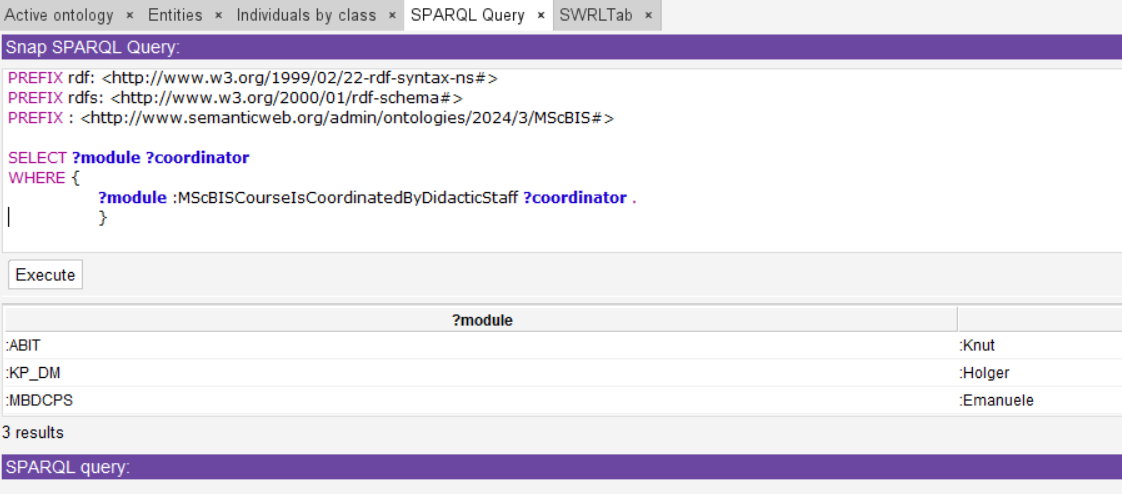 Active ontology × Entities × Individuals by class × SPARQL Query × SWRLTab ×
Snap SPARQL Query:
PREFIX rdf: <http://www.w3.org/1999/02/22-rdf-syntax-ns#>
PREFIX rdfs: <http://www.w3.org/2000/01/rdf-schema#>
PREFIX : <http://www.semanticweb.org/admin/ontologies/2024/3/MScBIS#>
SELECT ?module ?coordinator
WHERE {
?module :MScBISCourseIsCoordinatedByDidacticStaff ?coordinator .
}
Execute
?module
:ABIT :Knut
:KP_DM :Holger
:MBDCPS :Emanuele
3 results
SPARQL query: